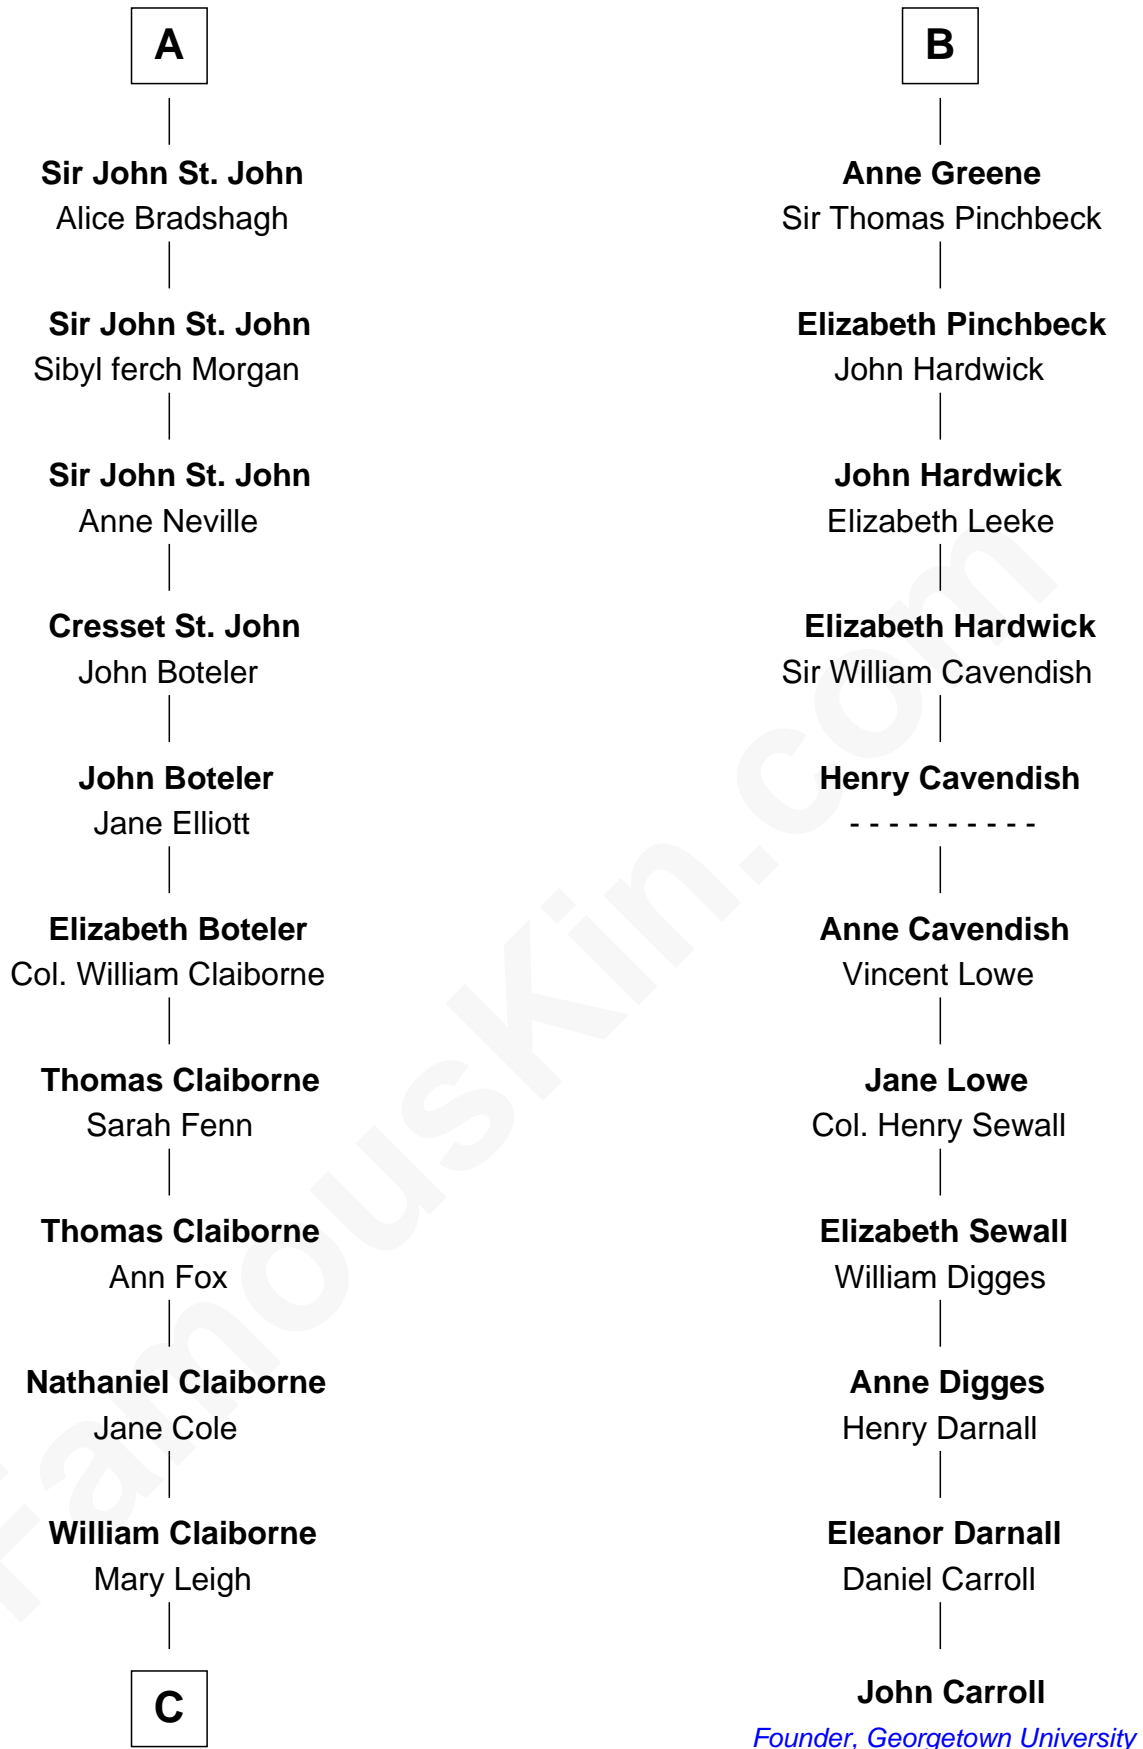 A
Sir John St. John
Alice Bradshagh
Sir John St. John
Sibyl ferch Morgan
Sir John St. John
Anne Neville
Cresset St. John
John Boteler
John Boteler
Jane Elliott
Elizabeth Boteler
Col. William Claiborne
Thomas Claiborne
Sarah Fenn
Thomas Claiborne
Ann Fox
Nathaniel Claiborne
Jane Cole
William Claiborne
Mary Leigh
C
B
Anne Greene
Sir Thomas Pinchbeck
Elizabeth Pinchbeck
John Hardwick
John Hardwick
Elizabeth Leeke
Elizabeth Hardwick
Sir William Cavendish
Henry Cavendish
- - - - - - - - - -
Anne Cavendish
Vincent Lowe
Jane Lowe
Col. Henry Sewall
Elizabeth Sewall
William Digges
Anne Digges
Henry Darnall
Eleanor Darnall
Daniel Carroll
John Carroll
Founder, Georgetown University
FamousKin.com